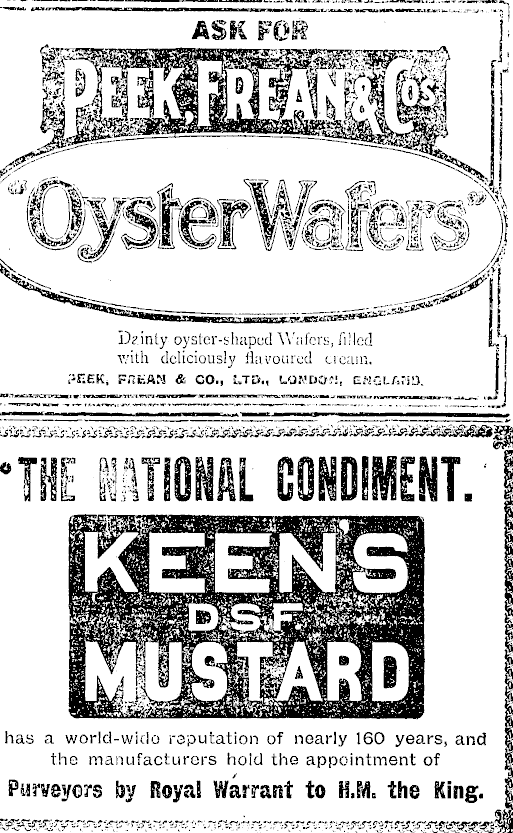 ASK FOR
PEEK, FREAN & Co's
"Oyster Wafers"
Dainty oyster-shaped Wafers, filled
with deliciously flavoured cream.
PEEK, FREAN & CO., LTD., LONDON, ENGLAND.
THE NATIONAL CONDIMENT.
KEEN'S
D.S.F.
MUSTARD
has a world-wide reputation of nearly 160 years, and
the manufacturers hold the appointment of
Purveyors by Royal Warrant to H.M. the King.